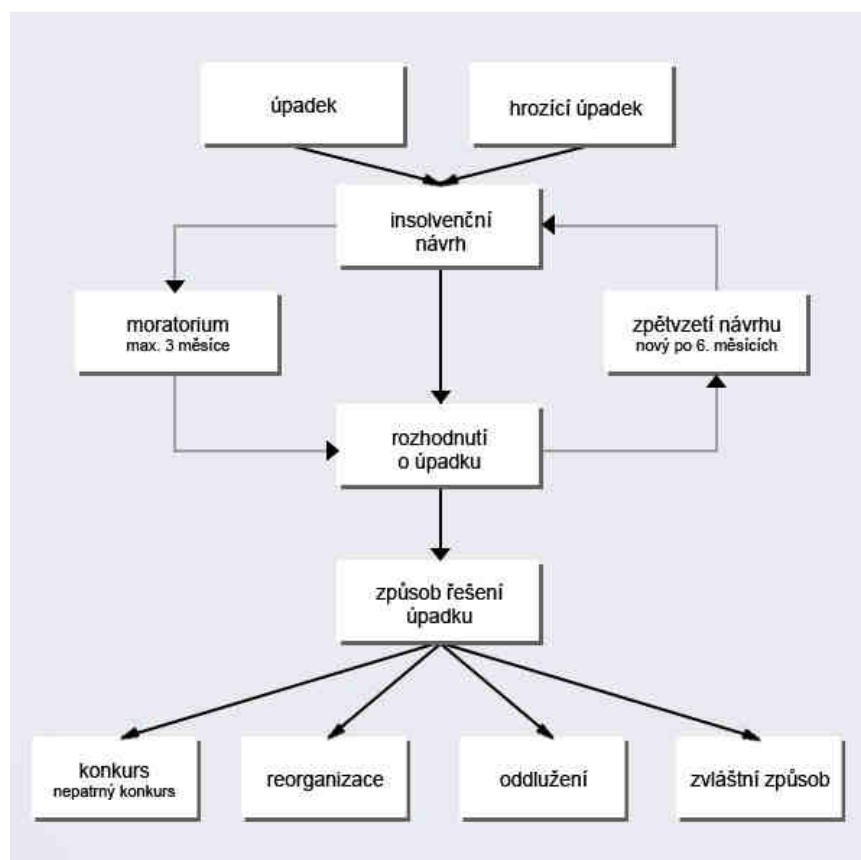 úpadek
hrozící úpadek
insolvenční
návrh
moratorium
max. 3 měsíce
zpětvzetí návrhu
nový po 6. měsících
rozhodnutí
o úpadku
způsob řešení
úpadku
konkurs
nepatrný konkurs
reorganizace
oddlužení
zvláštní způsob